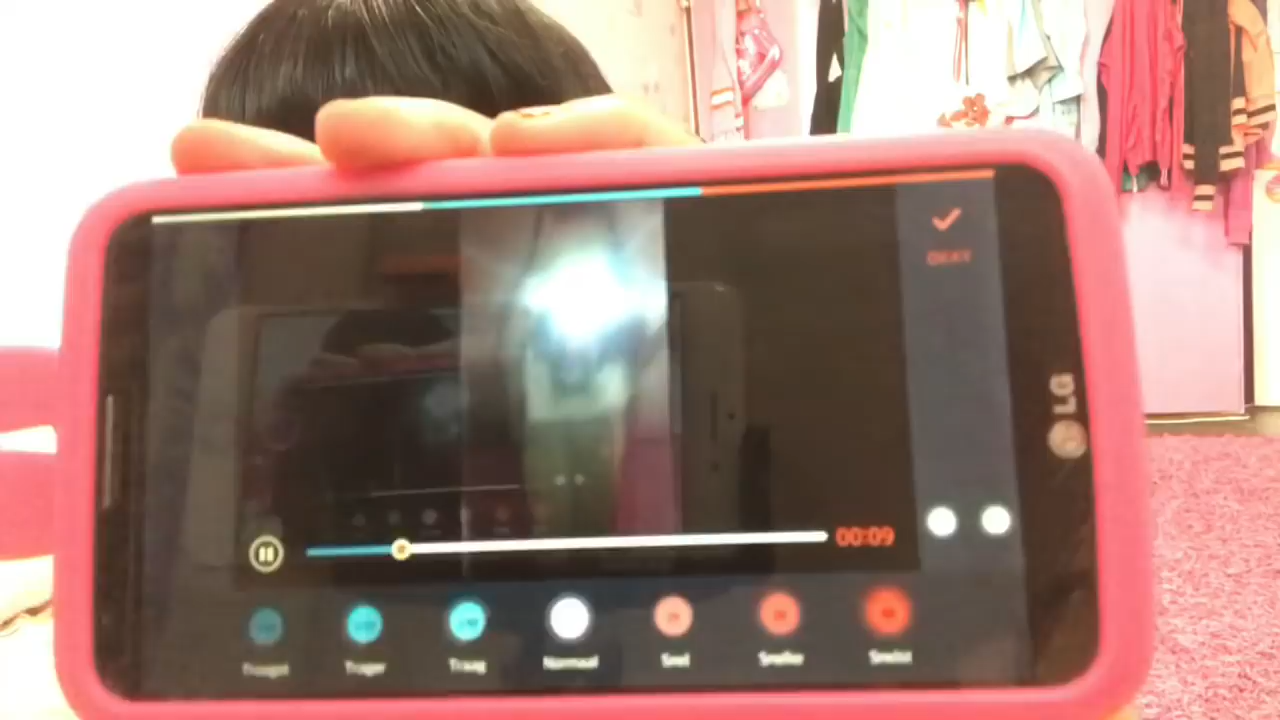 OKAY
LG
00:09
Traagst
Trager
Traag
Normaal
Snel
Sneller
Snelst